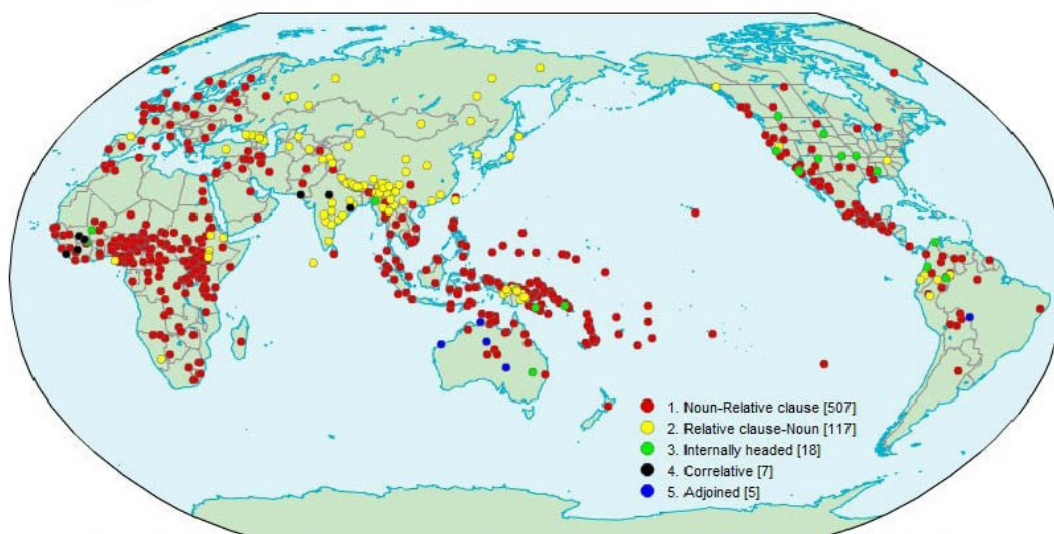 1. Noun-Relative clause [507]
2. Relative clause-Noun [117]
3. Internally headed [18]
4. Correlative [7]
5. Adjoined [5]